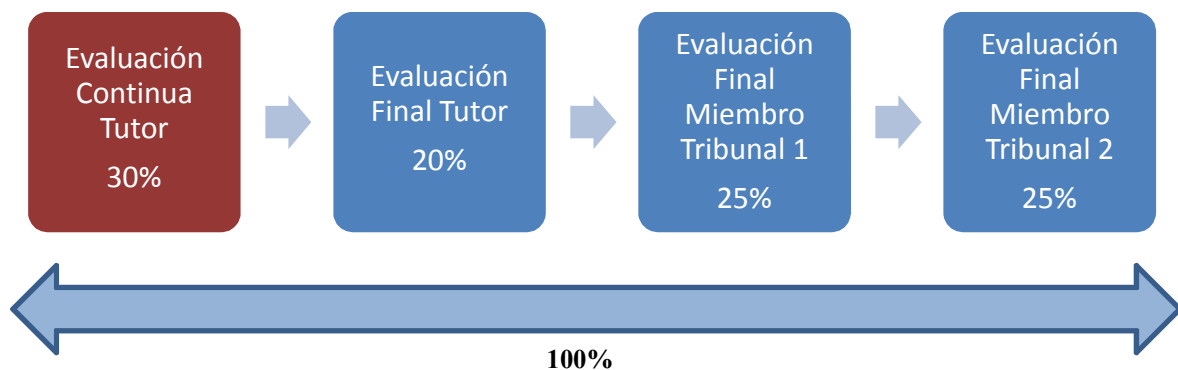 Evaluación
Continua
Tutor
30%
Evaluación
Final Tutor
20%
Evaluación
Final
Miembro
Tribunal 1
25%
Evaluación
Final
Miembro
Tribunal 2
25%
100%